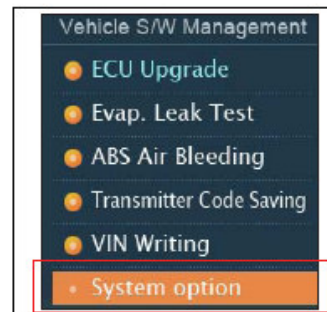 Vehicle S/W Management
ECU Upgrade
Evap. Leak Test
ABS Air Bleeding
Transmitter Code Saving
VIN Writing
System option